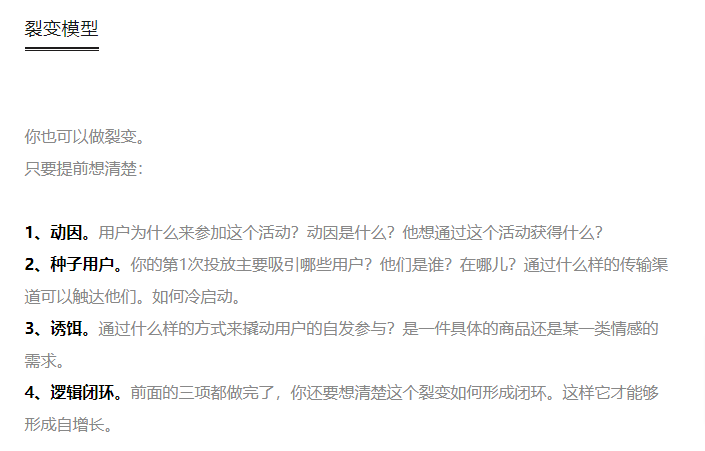 裂变模型
你也可以做裂变。
只要提前想清楚：
1、动因。用户为什么来参加这个活动？动因是什么？他想通过这个活动获得什么？
2、种子用户。你的第1次投放主要吸引哪些用户？他们是谁？在哪儿？通过什么样的传输渠
道可以触达他们。如何冷启动。
3、诱饵。通过什么样的方式来撬动用户的自发参与？是一件具体的商品还是某一类情感的
需求。
4、逻辑闭环。前面的三项都做完了，你还要想清楚这个裂变如何形成闭环。这样它才能够
形成自增长。